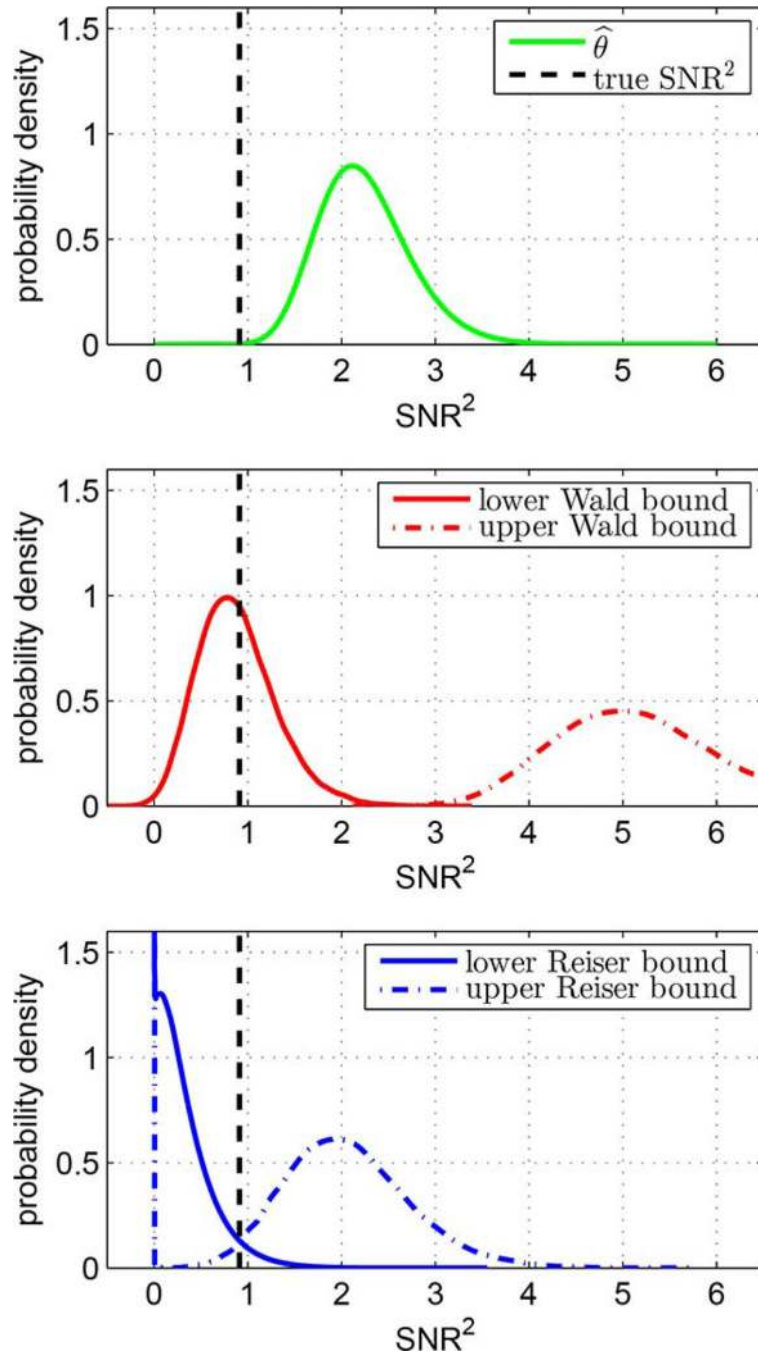 1.5
1
0.5
0
probability density
θ̂
true SNR²
0 1 2 3 4 5 6
SNR²
1.5
1
0.5
0
probability density
lower Wald bound
upper Wald bound
0 1 2 3 4 5 6
SNR²
1.5
1
0.5
0
probability density
lower Reiser bound
upper Reiser bound
0 1 2 3 4 5 6
SNR²